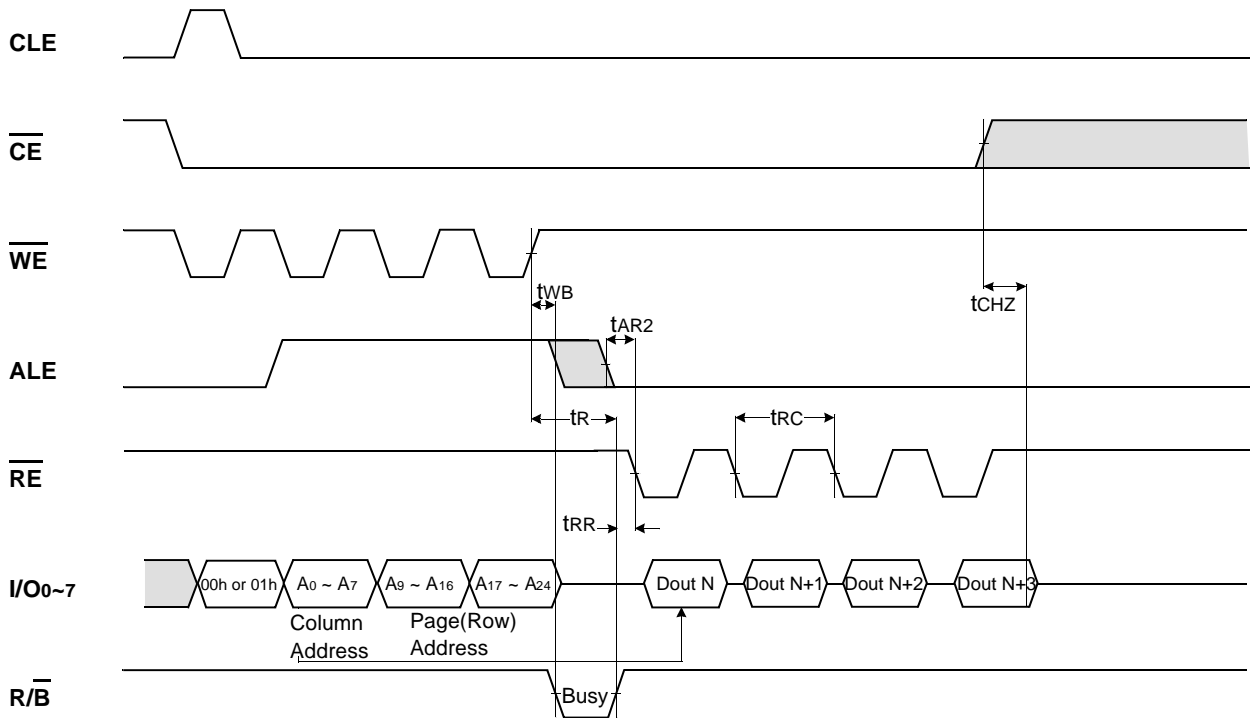 CLE
CE
WE
tWB
tCHZ
tAR2
ALE
tR
tRC
RE
tRR
I/O0~7
00h or 01h
A0 ~ A7
A9 ~ A16
A17 ~ A24
Dout N
Dout N+1
Dout N+2
Dout N+3
Column
Address
Page(Row)
Address
R/B
Busy